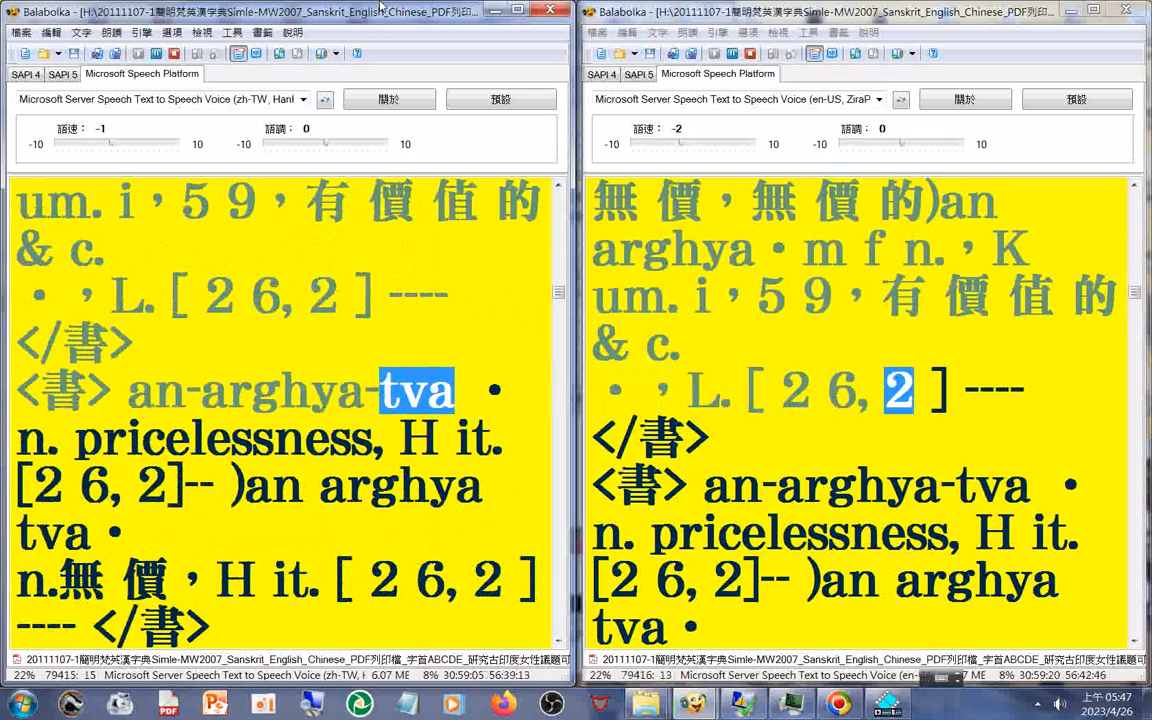 Balabolka - [H:\20111107-1簡明梵英漢字典Simle-MW2007_Sanskrit_English_Chinese_PDF列印...
檔案 編輯 文字 朗讀 引擎 選項 檢視 工具 書籤 說明
SAPI 4 SAPI 5 Microsoft Speech Platform
Microsoft Server Speech Text to Speech Voice (zh-TW, HanH 關於 預設
語速: -1 語調: 0
-10 10 -10 10
um. i，5 9，有 價 值 的
& c.
•，L. [ 2 6, 2 ] ----
</書>
<書> an-arghya-tva •
n. pricelessness, H it.
[2 6, 2]-- )an arghya
tva •
n.無 價，H it. [ 2 6, 2 ]
---- </書>
20111107-1簡明梵英漢字典Simle-MW2007_Sanskrit_English_Chinese_PDF列印檔_字首ABCDE_研究古印度女性議題可
22% 79415: 15 Microsoft Server Speech Text to Speech Voice (zh-TW, H 6.07 ME 8% 30:59:05 56:39:13
Balabolka - [H:\20111107-1簡明梵英漢字典Simle-MW2007_Sanskrit_English_Chinese_PDF列印...
檔案 編輯 文字 朗讀 引擎 選項 檢視 工具 書籤 說明
SAPI 4 SAPI 5 Microsoft Speech Platform
Microsoft Server Speech Text to Speech Voice (en-US, ZiraP 關於 預設
語速: -2 語調: 0
-10 10 -10 10
無 價，無 價 的)an
arghya • m f n.，K
um. i，5 9，有 價 值 的
& c.
•，L. [ 2 6, 2 ] ----
</書>
<書> an-arghya-tva •
n. pricelessness, H it.
[2 6, 2]-- )an arghya
tva •
20111107-1簡明梵英漢字典Simle-MW2007_Sanskrit_English_Chinese_PDF列印檔_字首ABCDE_研究古印度女性議題可
22% 79416: 13 Microsoft Server Speech Text to Speech Voice (e 8% 30:59:20 56:42:46
上午 05:47
2023/4/26